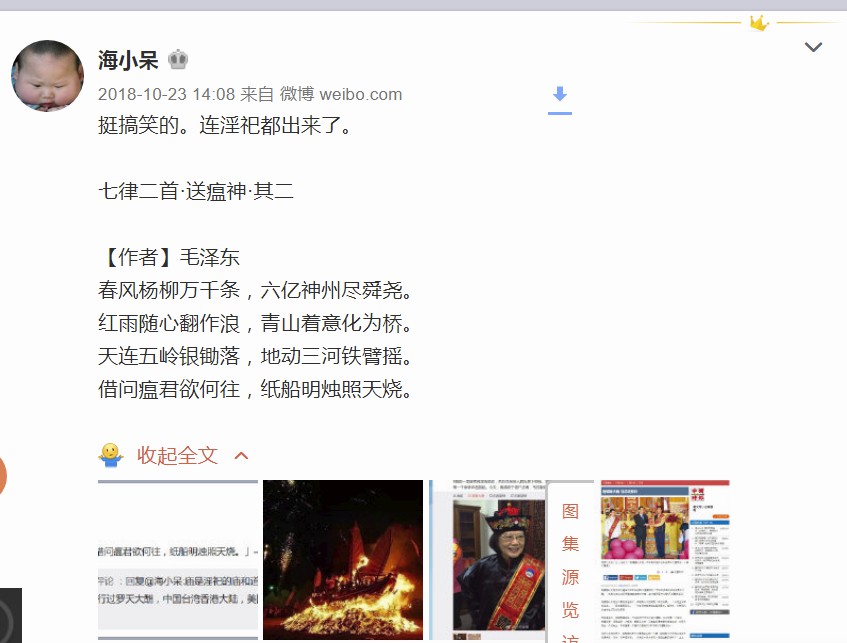 海小呆
2018-10-23 14:08 来自 微博 weibo.com
挺搞笑的。连淫祀都出来了。
七律二首·送瘟神·其二
【作者】毛泽东
春风杨柳万千条，六亿神州尽舜尧。
红雨随心翻作浪，青山着意化为桥。
天连五岭银锄落，地动三河铁臂摇。
借问瘟君欲何往，纸船明烛照天烧。
收起全文
借问瘟君欲何往，纸船明烛照天烧。」
评论：回复@海小呆:庙是淫祀的庙和道
行过罗天大醮，中国台湾香港大陆，美
图
集
源
览